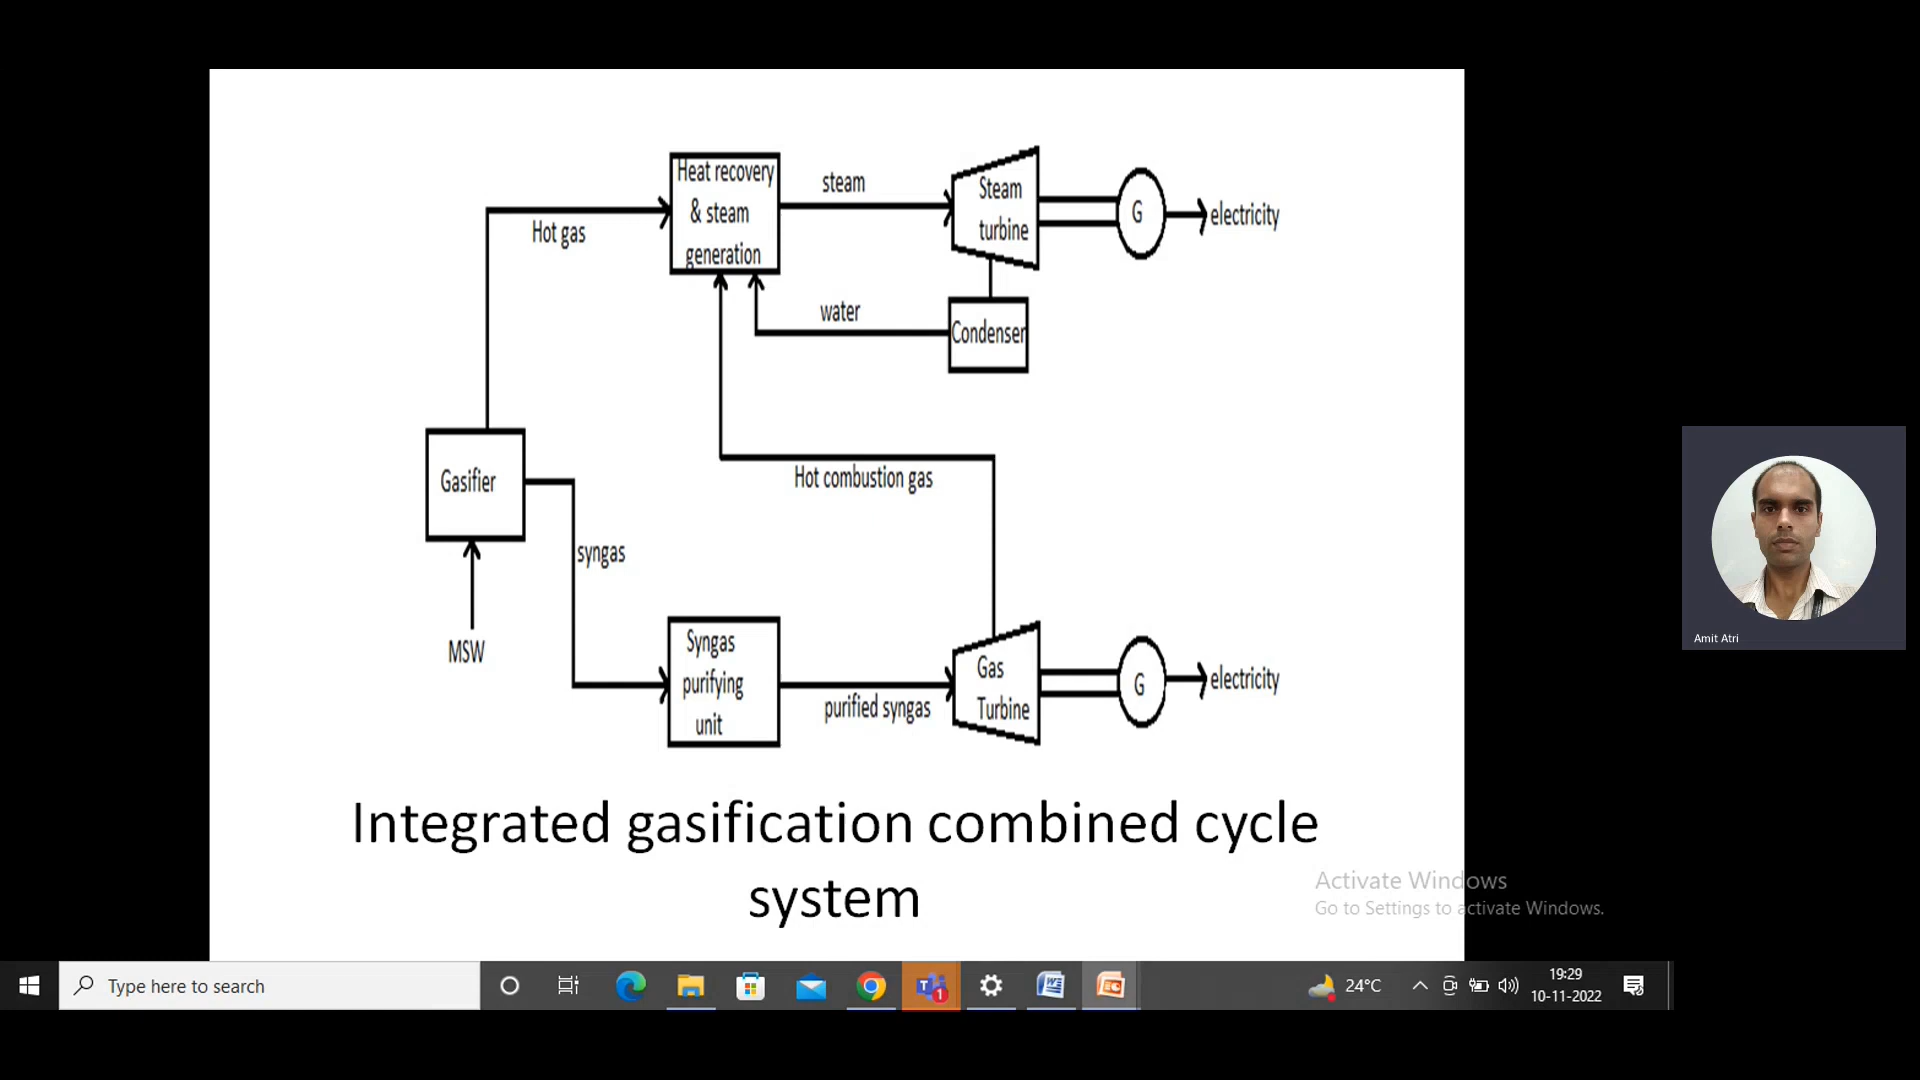 Heat recovery
& steam
generation
steam
Steam
turbine
G
electricity
Hot gas
water
Condenser
Gasifier
Hot combustion gas
syngas
MSW
Syngas
purifying
unit
purified syngas
Gas
Turbine
G
electricity
Integrated gasification combined cycle
system
Amit Atri
Activate Windows
Go to Settings to activate Windows.
Type here to search
T
1
W
24°C
19:29
10-11-2022